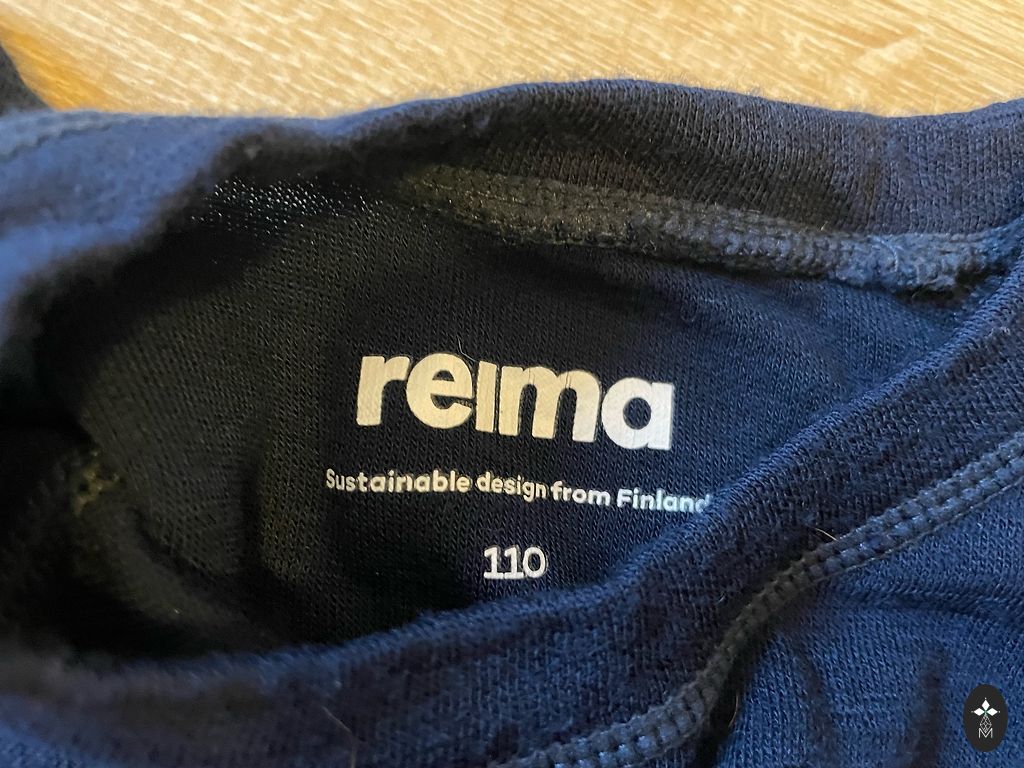 reima
Sustainable design from Finland
110
M